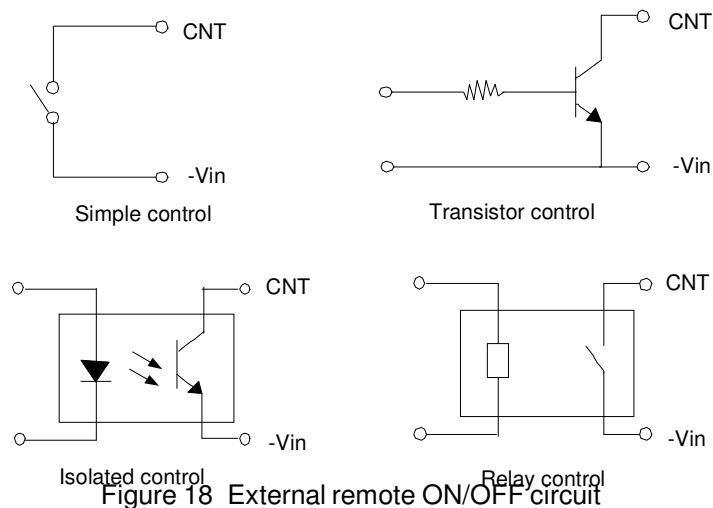 CNT
CNT
-Vin
-Vin
Simple control
Transistor control
CNT
CNT
-Vin
-Vin
Isolated control
Relay control
Figure 18 External remote ON/OFF circuit